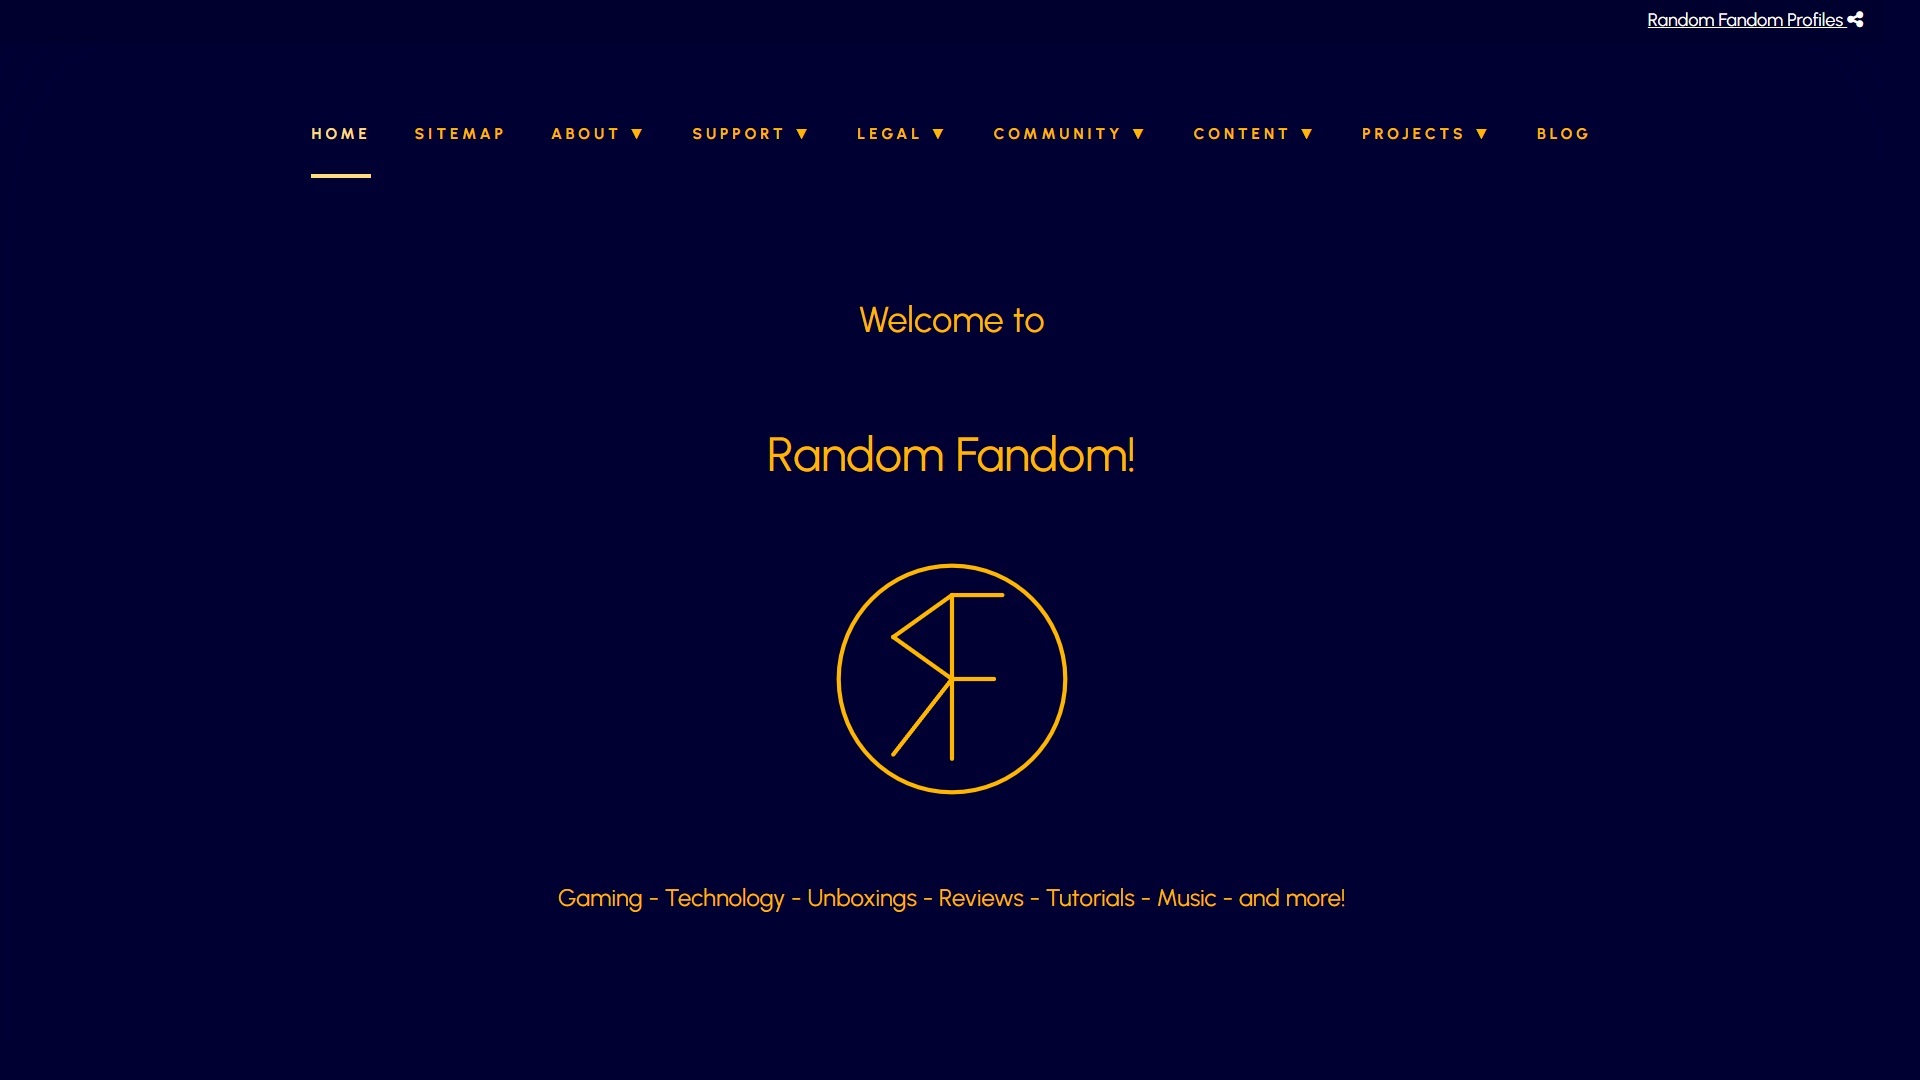 Random Fandom Profiles
HOME SITEMAP ABOUT ▼ SUPPORT ▼ LEGAL ▼ COMMUNITY ▼ CONTENT ▼ PROJECTS ▼ BLOG
Welcome to
Random Fandom!
Gaming - Technology - Unboxings - Reviews - Tutorials - Music - and more!